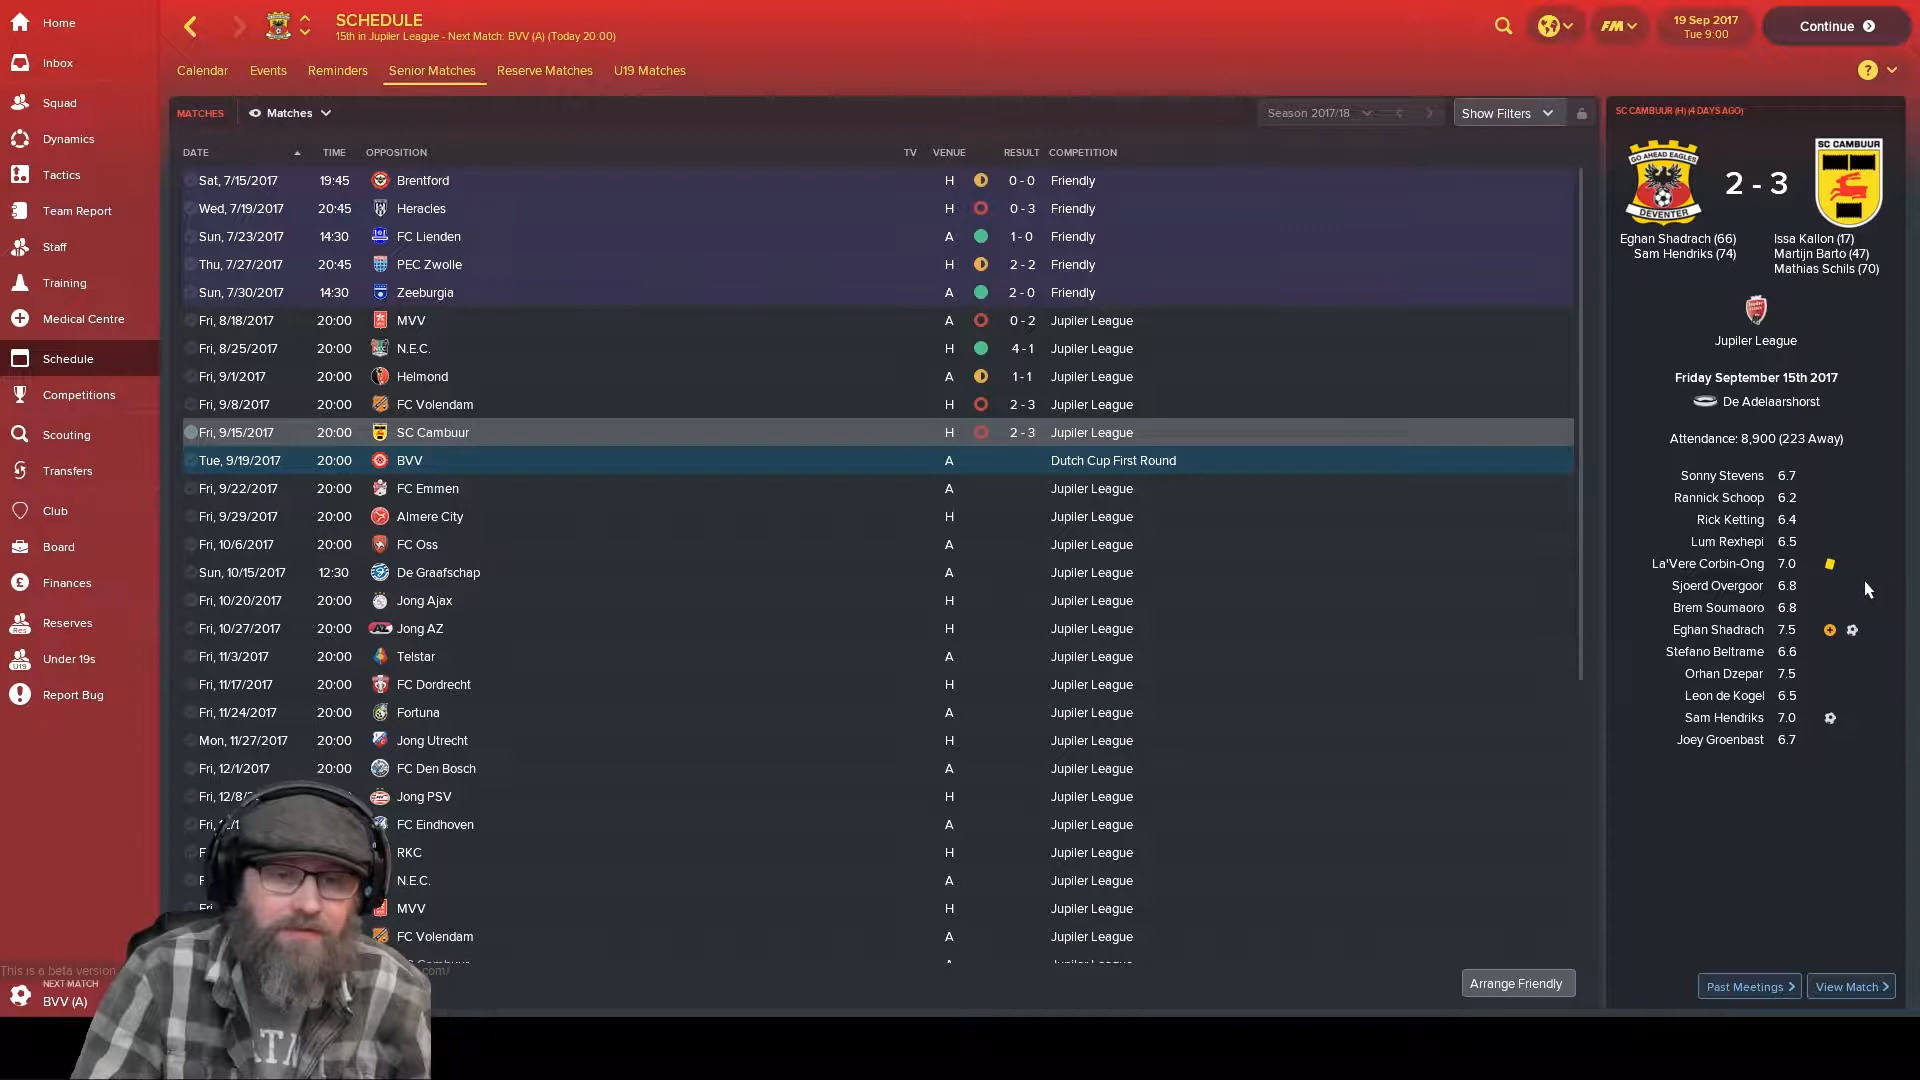 Home
Inbox
Squad
Dynamics
Tactics
Team Report
Staff
Training
Medical Centre
Schedule
Competitions
Scouting
Transfers
Club
Board
Finances
Reserves
Under 19s
Report Bug
This is a beta version
NEXT MATCH
BVV (A)
SCHEDULE
15th in Jupiler League - Next Match: BVV (A) (Today 20:00)
FM
19 Sep 2017
Tue 9:00
Continue
Calendar Events Reminders Senior Matches Reserve Matches U19 Matches
?
MATCHES Matches Season 2017/18 Show Filters
DATE TIME OPPOSITION TV VENUE RESULT COMPETITION
Sat, 7/15/2017 19:45 Brentford H 0 - 0 Friendly
Wed, 7/19/2017 20:45 Heracles H 0 - 3 Friendly
Sun, 7/23/2017 14:30 FC Lienden A 1 - 0 Friendly
Thu, 7/27/2017 20:45 PEC Zwolle H 2 - 2 Friendly
Sun, 7/30/2017 14:30 Zeeburgia A 2 - 0 Friendly
Fri, 8/18/2017 20:00 MVV A 0 - 2 Jupiler League
Fri, 8/25/2017 20:00 N.E.C. H 4 - 1 Jupiler League
Fri, 9/1/2017 20:00 Helmond A 1 - 1 Jupiler League
Fri, 9/8/2017 20:00 FC Volendam H 2 - 3 Jupiler League
Fri, 9/15/2017 20:00 SC Cambuur H 2 - 3 Jupiler League
Tue, 9/19/2017 20:00 BVV A Dutch Cup First Round
Fri, 9/22/2017 20:00 FC Emmen A Jupiler League
Fri, 9/29/2017 20:00 Almere City H Jupiler League
Fri, 10/6/2017 20:00 FC Oss A Jupiler League
Sun, 10/15/2017 12:30 De Graafschap A Jupiler League
Fri, 10/20/2017 20:00 Jong Ajax H Jupiler League
Fri, 10/27/2017 20:00 Jong AZ H Jupiler League
Fri, 11/3/2017 20:00 Telstar A Jupiler League
Fri, 11/17/2017 20:00 FC Dordrecht H Jupiler League
Fri, 11/24/2017 20:00 Fortuna A Jupiler League
Mon, 11/27/2017 20:00 Jong Utrecht H Jupiler League
Fri, 12/1/2017 20:00 FC Den Bosch A Jupiler League
Fri, 12/8/ Jong PSV H Jupiler League
Fri, FC Eindhoven A Jupiler League
RKC H Jupiler League
N.E.C. A Jupiler League
MVV H Jupiler League
FC Volendam A Jupiler League
com/
Arrange Friendly
SC CAMBUUR (H) (4 DAYS AGO)
GO AHEAD EAGLES
DEVENTER
2 - 3
SC CAMBUUR
Eghan Shadrach (66)
Sam Hendriks (74)
Issa Kallon (17)
Martijn Barto (47)
Mathias Schils (70)
Jupiler League
Friday September 15th 2017
De Adelaarshorst
Attendance: 8,900 (223 Away)
Sonny Stevens 6.7
Rannick Schoop 6.2
Rick Ketting 6.4
Lum Rexhepi 6.5
La'Vere Corbin-Ong 7.0
Sjoerd Overgoor 6.8
Brem Soumaoro 6.8
Eghan Shadrach 7.5
Stefano Beltrame 6.6
Orhan Dzepar 7.5
Leon de Kogel 6.5
Sam Hendriks 7.0
Joey Groenbast 6.7
Past Meetings
View Match